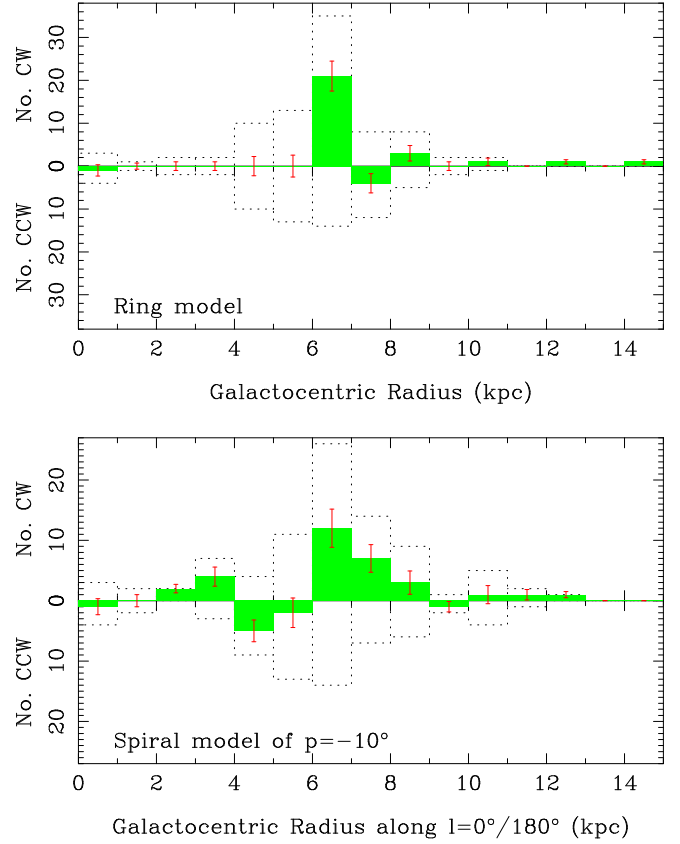 No. CW
No. CCW
30
20
10
0
10
20
30
Ring model
0 2 4 6 8 10 12 14
Galactocentric Radius (kpc)
No. CW
No. CCW
20
10
0
10
20
Spiral model of p=−10°
0 2 4 6 8 10 12 14
Galactocentric Radius along l=0°/180° (kpc)